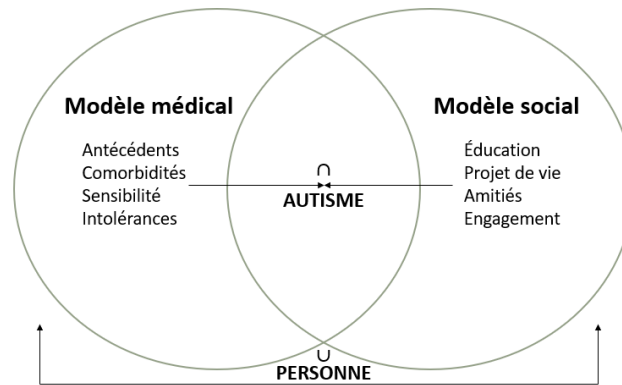 Modèle médical
Antécédents
Comorbidités
Sensibilité
Intolérances
Modèle social
Éducation
Projet de vie
Amitiés
Engagement
∩
AUTISME
∪
PERSONNE